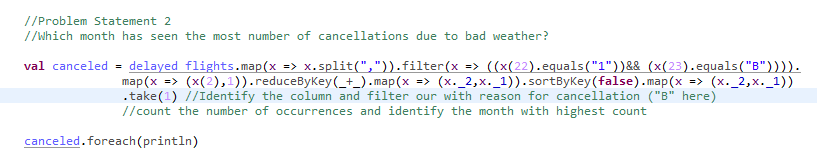 //Problem Statement 2
//Which month has seen the most number of cancellations due to bad weather?
val canceled = delayed_flights.map(x => x.split(",")).filter(x => ((x(22).equals("1"))&& (x(23).equals("B")))).
map(x => (x(2),1)).reduceByKey(_+_).map(x => (x._2,x._1)).sortByKey(false).map(x => (x._2,x._1))
.take(1) //Identify the column and filter our with reason for cancellation ("B" here)
//count the number of occurrences and identify the month with highest count
canceled.foreach(println)